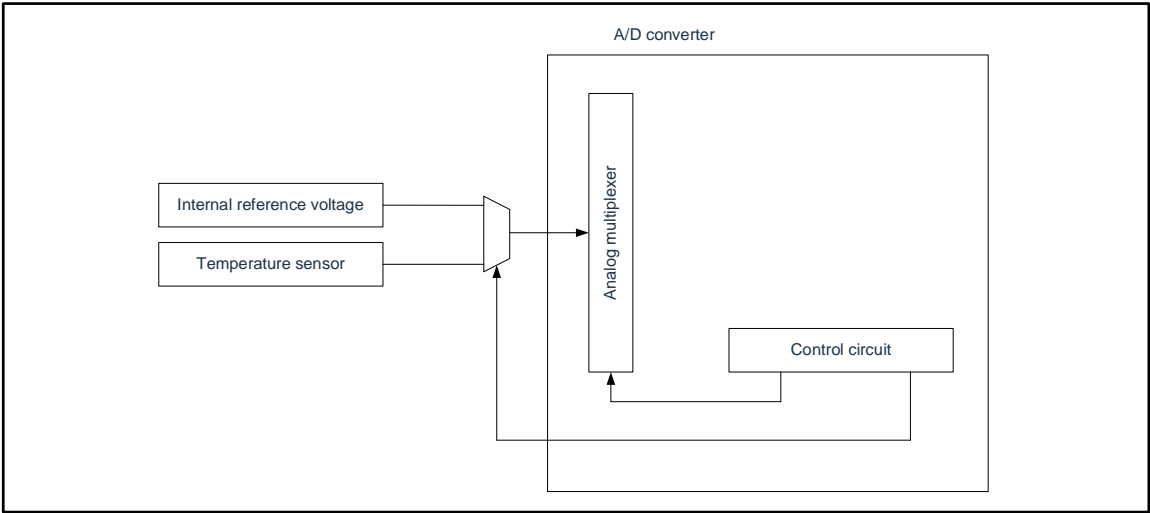 A/D converter
Internal reference voltage
Temperature sensor
Analog multiplexer
Control circuit